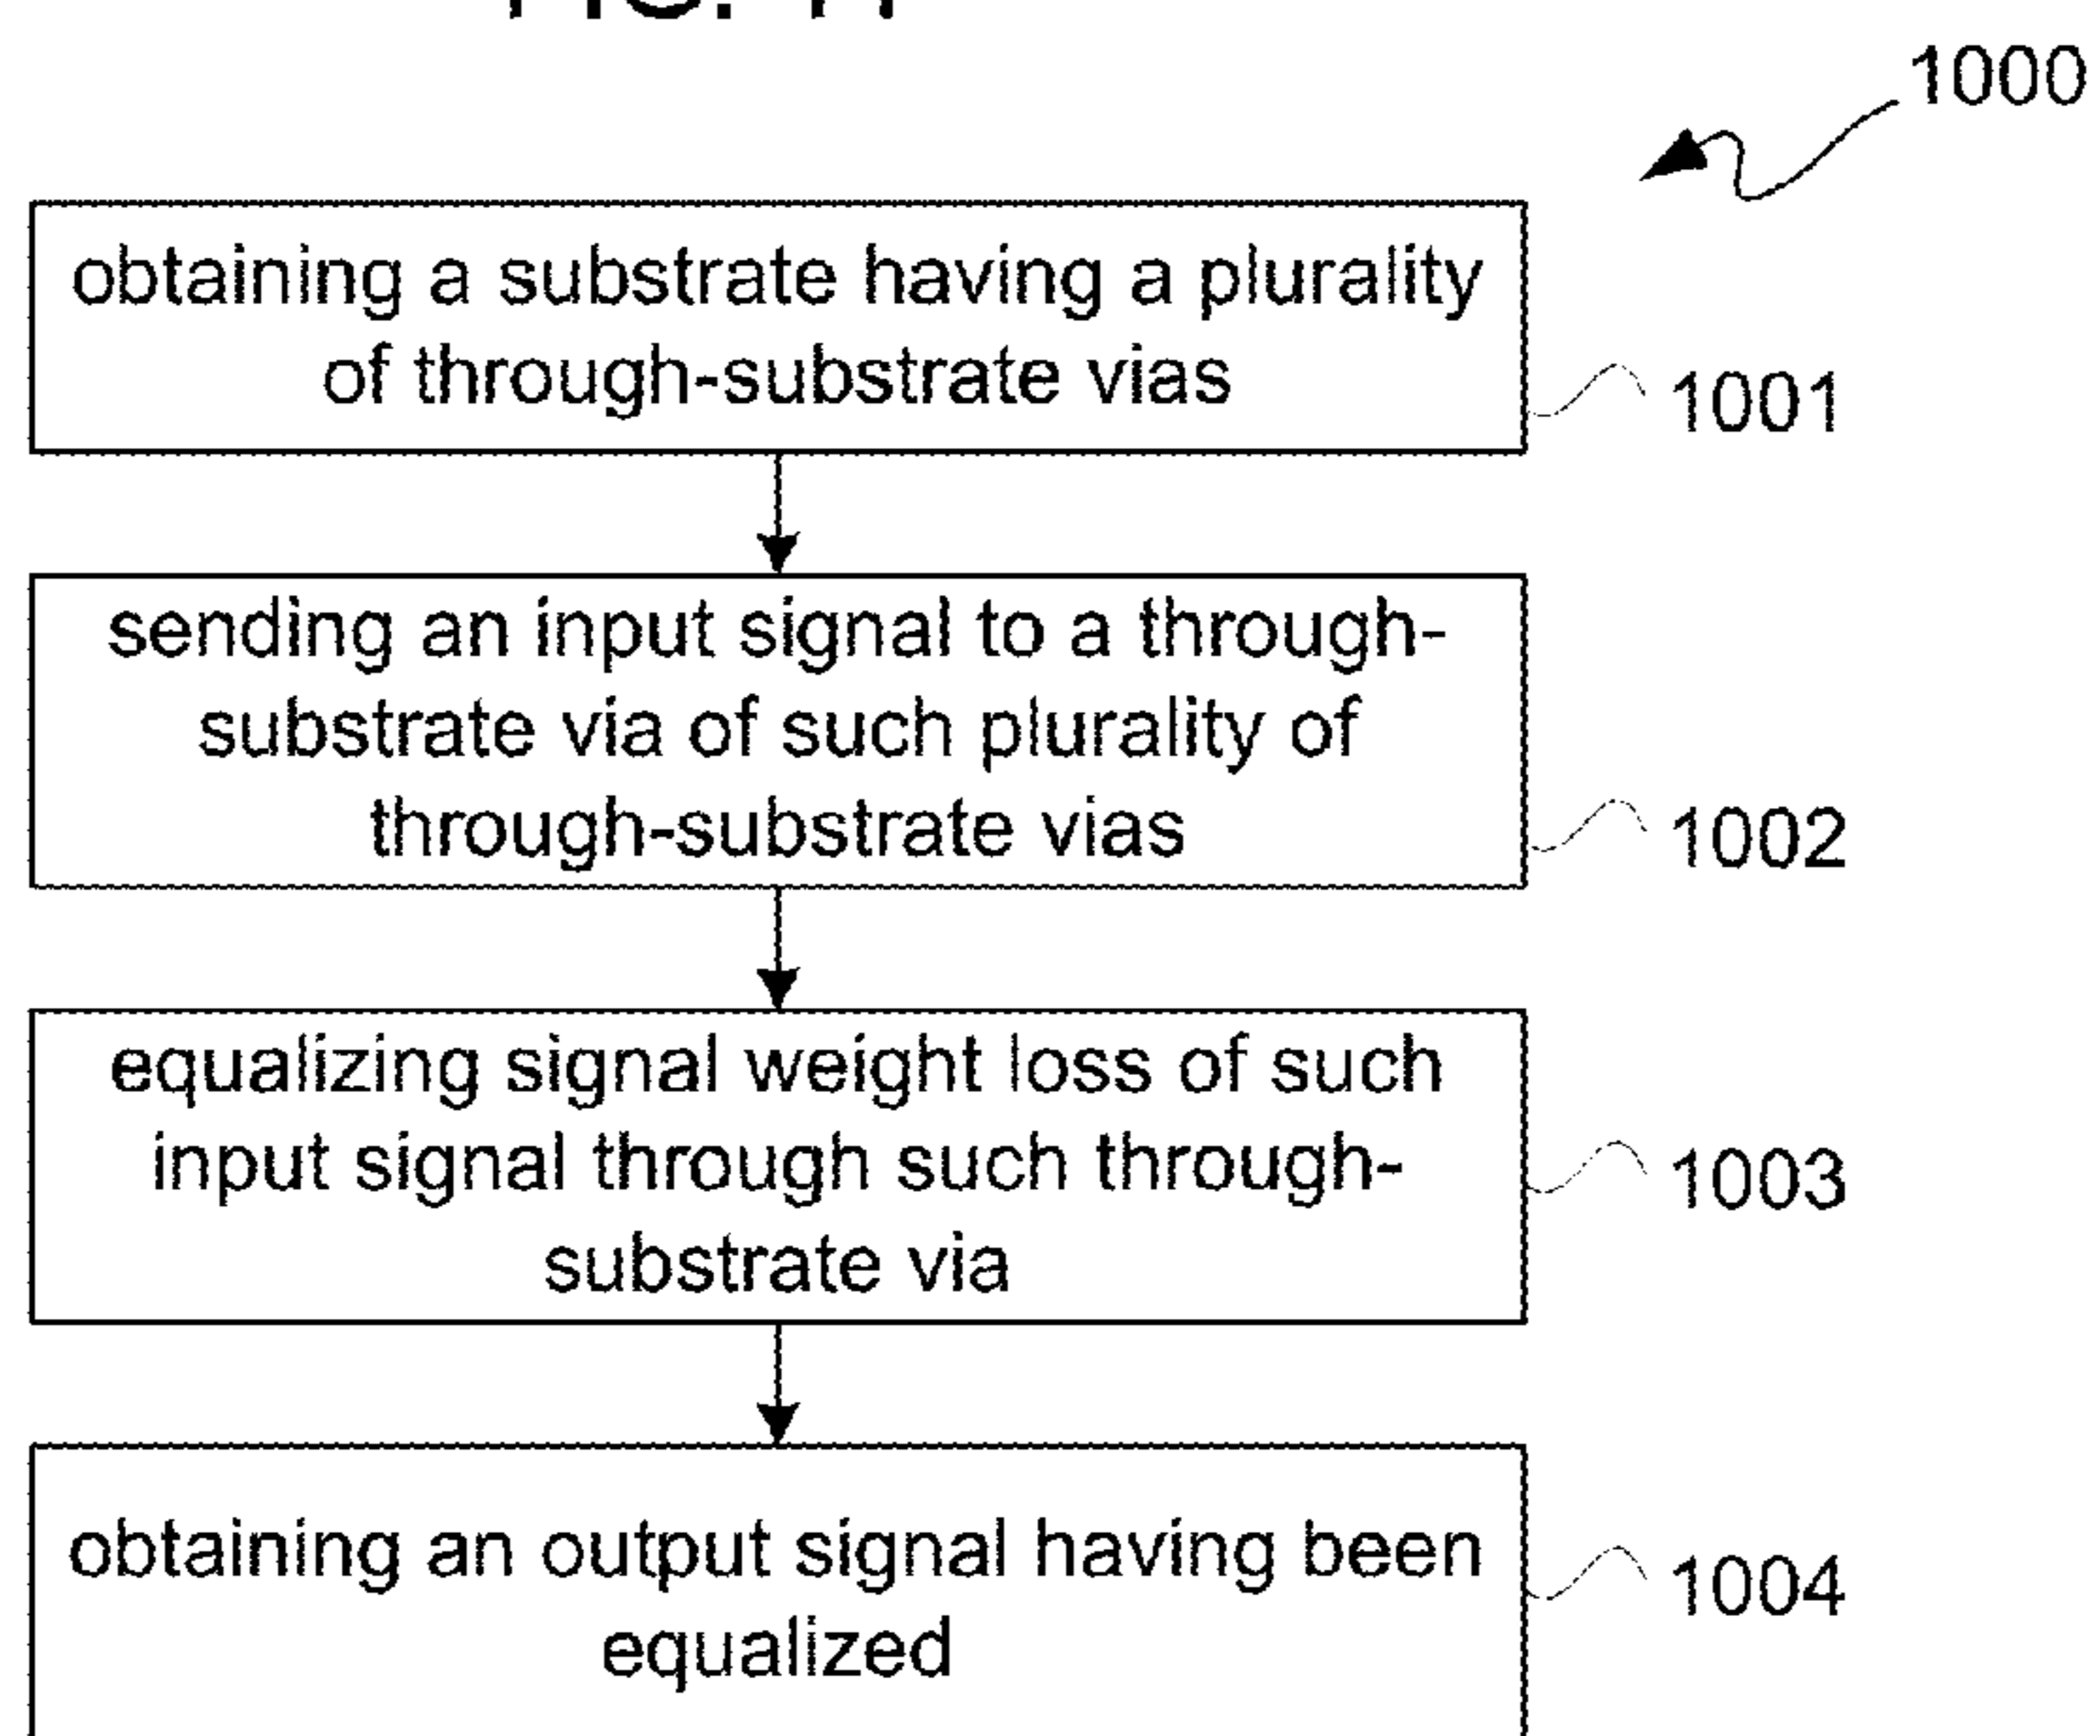 1000
obtaining a substrate having a plurality
of through-substrate vias
1001
sending an input signal to a through-
substrate via of such plurality of
through-substrate vias
1002
equalizing signal weight loss of such
input signal through such through-
substrate via
1003
obtaining an output signal having been
equalized
1004